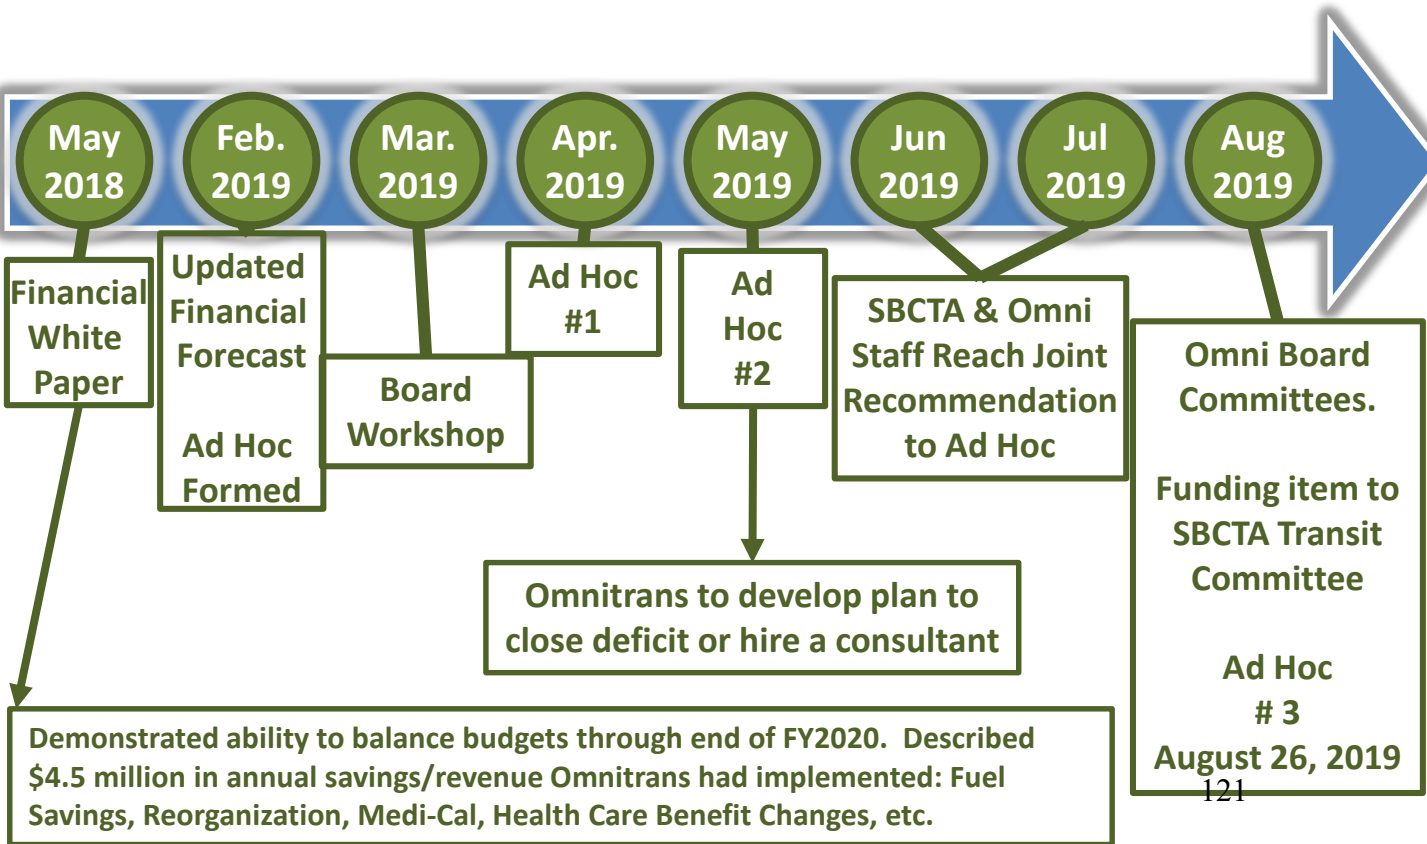 May
2018
Feb.
2019
Mar.
2019
Apr.
2019
May
2019
Jun
2019
Jul
2019
Aug
2019
Financial
White
Paper
Updated
Financial
Forecast
Ad Hoc
Formed
Board
Workshop
Ad Hoc
#1
Ad
Hoc
#2
SBCTA & Omni
Staff Reach Joint
Recommendation
to Ad Hoc
Omni Board
Committees.
Funding item to
SBCTA Transit
Committee
Ad Hoc
# 3
August 26, 2019
Omnitrans to develop plan to
close deficit or hire a consultant
Demonstrated ability to balance budgets through end of FY2020. Described
$4.5 million in annual savings/revenue Omnitrans had implemented: Fuel
Savings, Reorganization, Medi-Cal, Health Care Benefit Changes, etc.
121